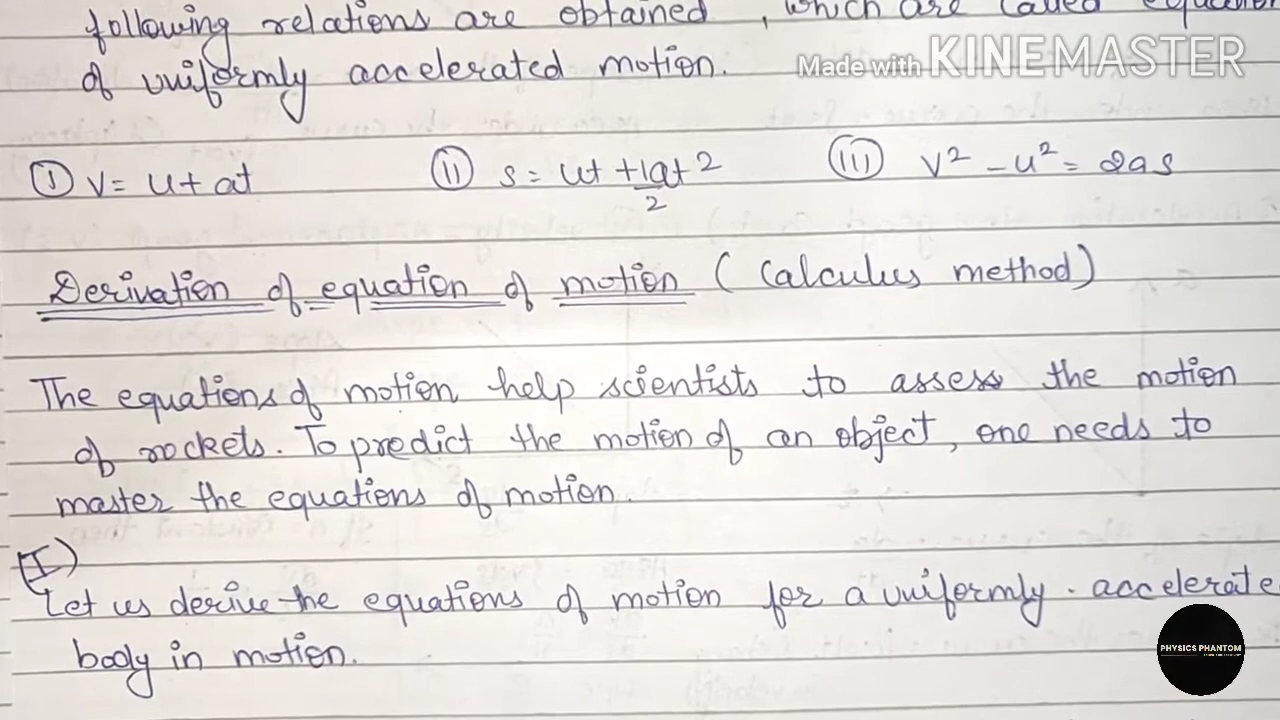 following relations are obtained, which are called equation
of uniformly accelerated motion.
Made with KINEMASTER
(I) v = u + at (II) s = ut + 1/2 at² (III) v² - u² = 2as
Derivation of equation of motion (Calculus method)
The equations of motion help scientists to assess the motion
of rockets. To predict the motion of an object, one needs to
master the equations of motion.
(I)
Let us derive the equations of motion for a uniformly. accelerate
body in motion.
PHYSICS PHANTOM